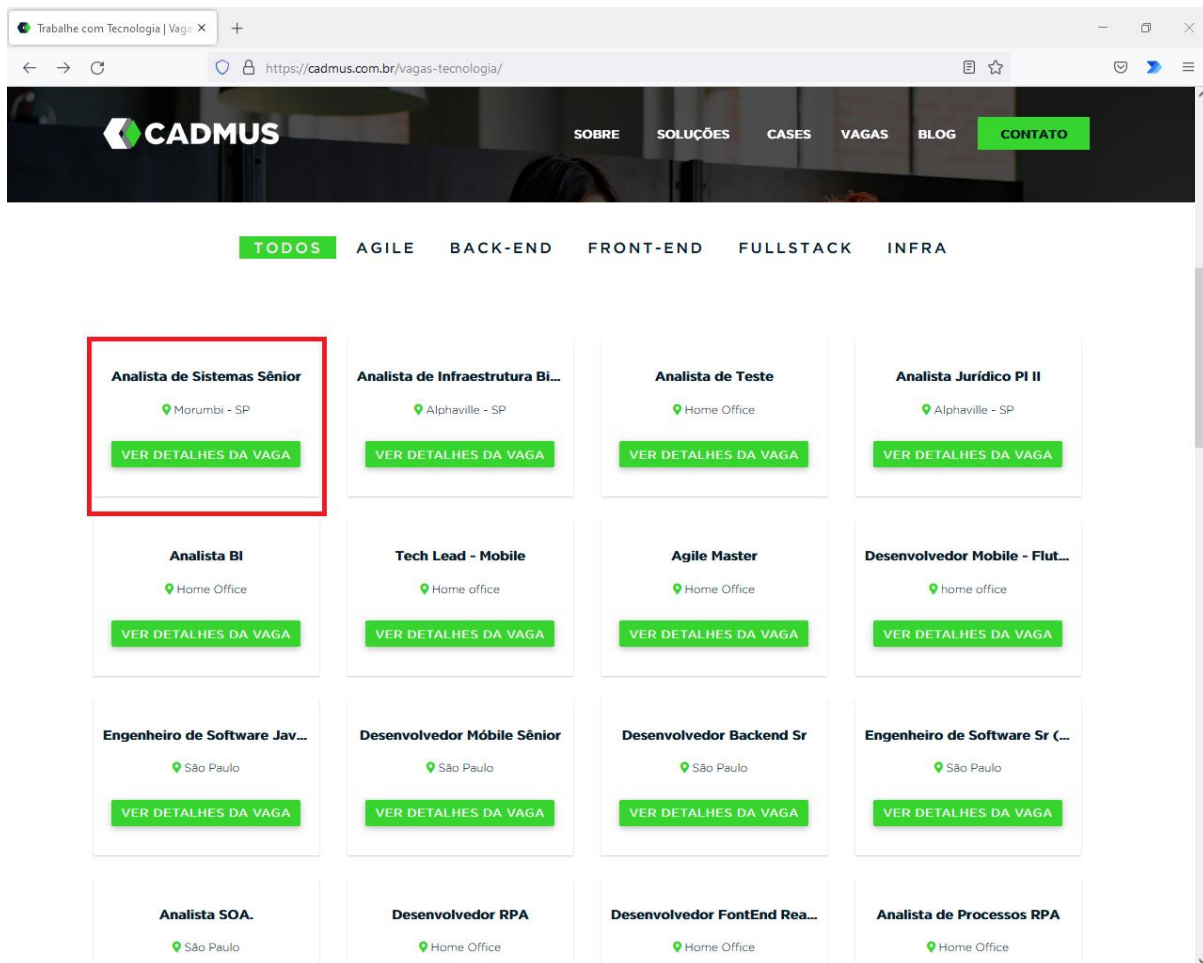 Trabalhe com Tecnologia | Vaga
https://cadmus.com.br/vagas-tecnologia/
CADMUS
SOBRE SOLUÇÕES CASES VAGAS BLOG CONTATO
TODOS AGILE BACK-END FRONT-END FULLSTACK INFRA
Analista de Sistemas Sênior
Morumbi - SP
VER DETALHES DA VAGA
Analista de Infraestrutura Bi...
Alphaville - SP
VER DETALHES DA VAGA
Analista de Teste
Home Office
VER DETALHES DA VAGA
Analista Jurídico Pl II
Alphaville - SP
VER DETALHES DA VAGA
Analista BI
Home Office
VER DETALHES DA VAGA
Tech Lead - Mobile
Home office
VER DETALHES DA VAGA
Agile Master
Home Office
VER DETALHES DA VAGA
Desenvolvedor Mobile - Flut...
home office
VER DETALHES DA VAGA
Engenheiro de Software Jav...
São Paulo
VER DETALHES DA VAGA
Desenvolvedor Móbile Sênior
São Paulo
VER DETALHES DA VAGA
Desenvolvedor Backend Sr
São Paulo
VER DETALHES DA VAGA
Engenheiro de Software Sr (...
São Paulo
VER DETALHES DA VAGA
Analista SOA.
São Paulo
Desenvolvedor RPA
Home Office
Desenvolvedor FontEnd Rea...
Home Office
Analista de Processos RPA
Home Office